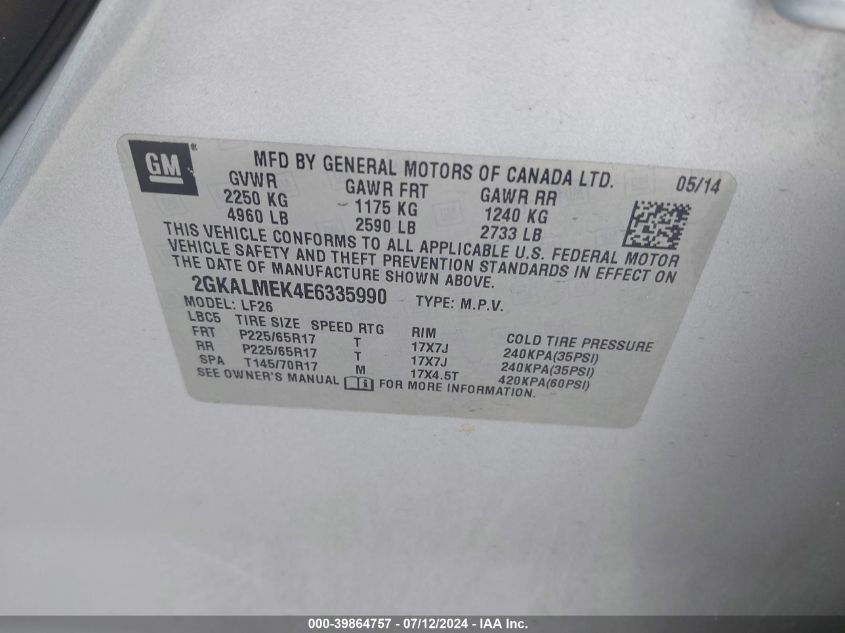 GM ® MFD BY GENERAL MOTORS OF CANADA LTD. 05/14
GVWR GAWR FRT GAWR RR
2250 KG 1175 KG 1240 KG
4960 LB 2590 LB 2733 LB
THIS VEHICLE CONFORMS TO ALL APPLICABLE U.S. FEDERAL MOTOR
VEHICLE SAFETY AND THEFT PREVENTION STANDARDS IN EFFECT ON
THE DATE OF MANUFACTURE SHOWN ABOVE.
2GKALMEK4E6335990 TYPE: M.P.V.
MODEL: LF26
LBC5 TIRE SIZE SPEED RTG RIM COLD TIRE PRESSURE
FRT P225/65R17 T 17X7J 240KPA(35PSI)
RR P225/65R17 T 17X7J 240KPA(35PSI)
SPA T145/70R17 M 17X4.5T 420KPA(60PSI)
SEE OWNER'S MANUAL FOR MORE INFORMATION.
000-39864757 - 07/12/2024 - IAA Inc.